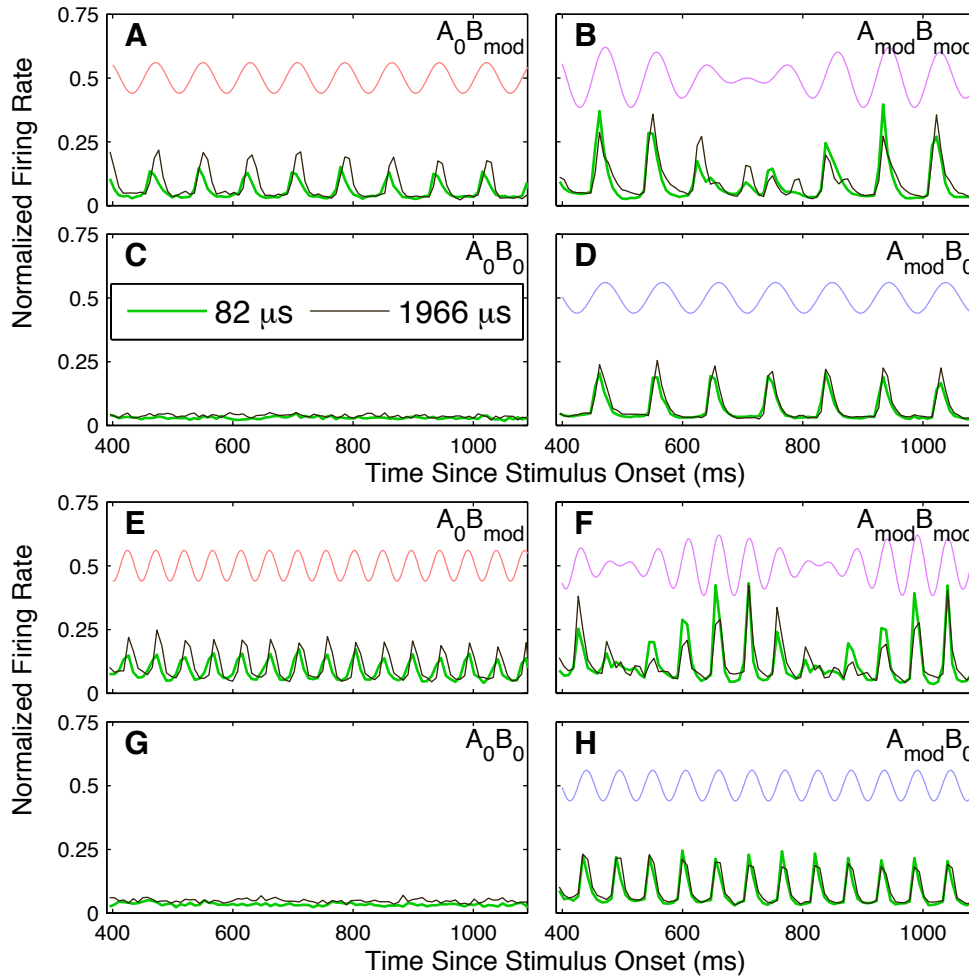 Normalized Firing Rate
0.75
0.5
0.25
0
A
A0Bmod
B
AmodBmod
0.75
0.5
0.25
0
C
A0B0
82 μs
1966 μs
D
AmodB0
400
600
800
1000
400
600
800
1000
Time Since Stimulus Onset (ms)
Normalized Firing Rate
0.75
0.5
0.25
0
E
A0Bmod
F
AmodBmod
0.75
0.5
0.25
0
G
A0B0
H
AmodB0
400
600
800
1000
400
600
800
1000
Time Since Stimulus Onset (ms)